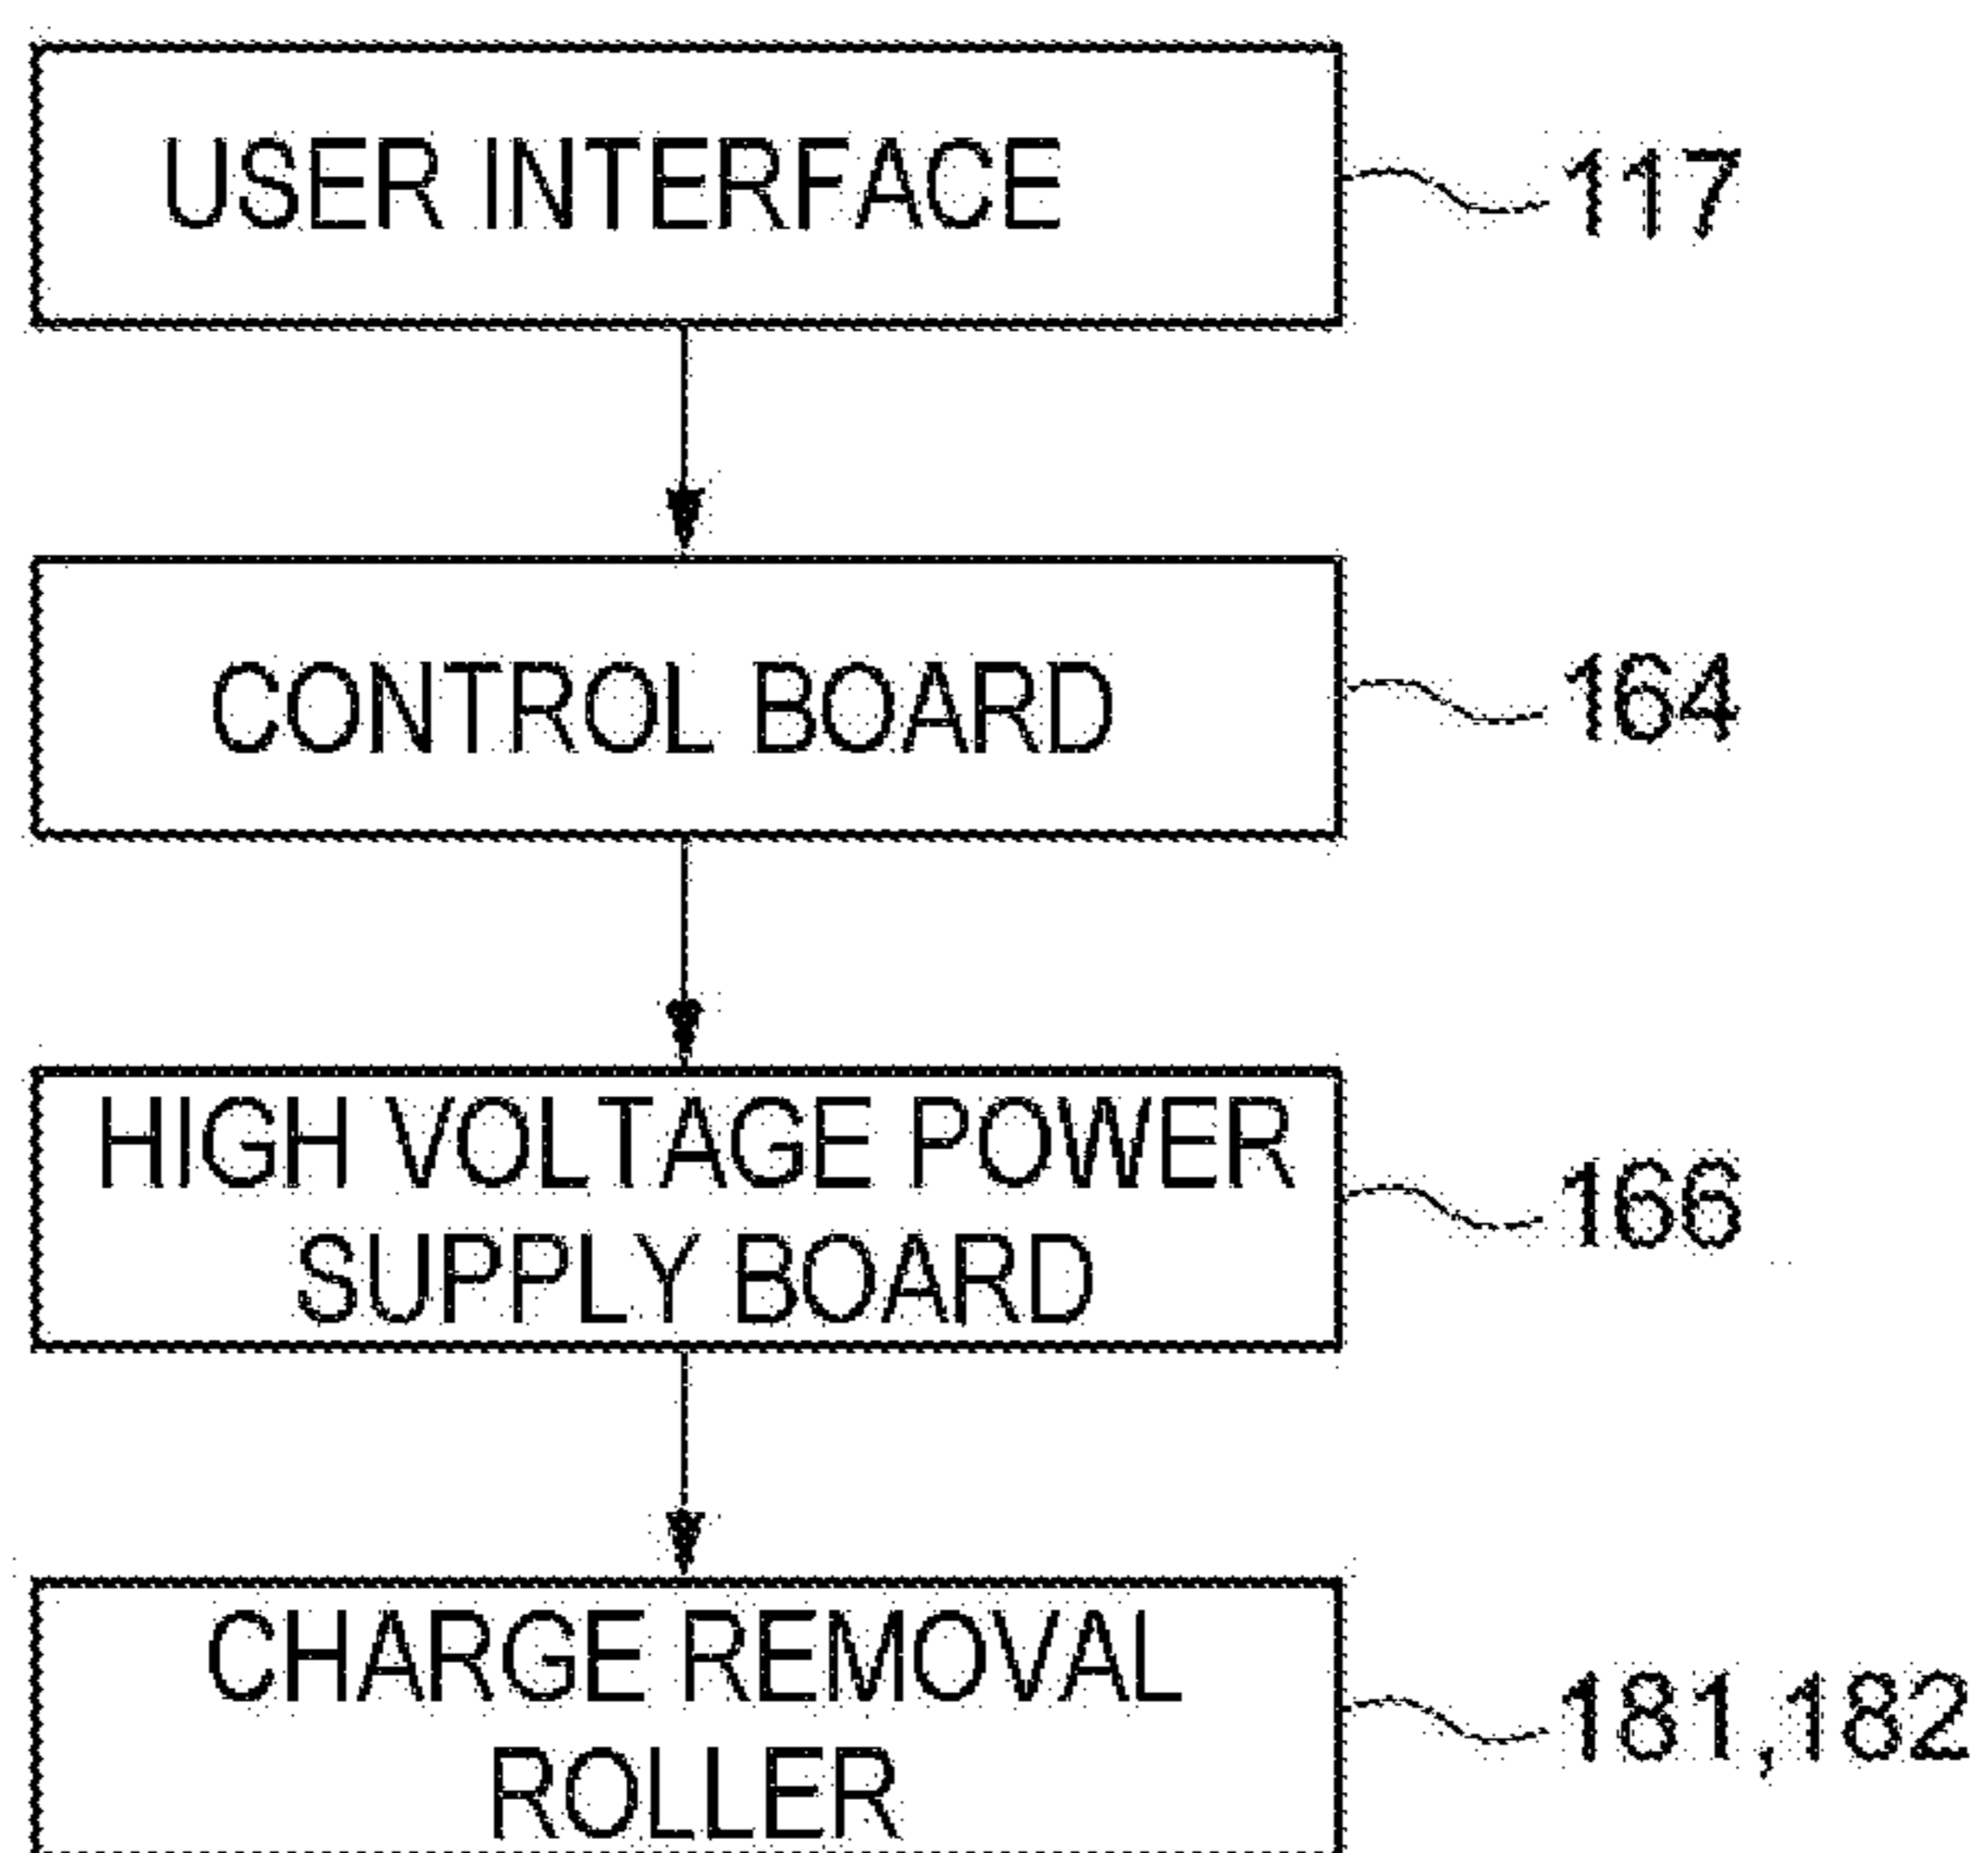 USER INTERFACE
117
CONTROL BOARD
164
HIGH VOLTAGE POWER
SUPPLY BOARD
166
CHARGE REMOVAL
ROLLER
181,182